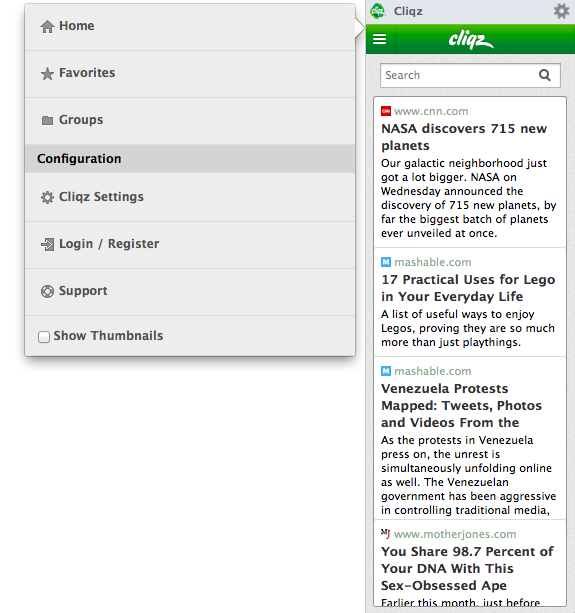 Home
Favorites
Groups
Configuration
Cliqz Settings
Login / Register
Support
Show Thumbnails
Cliqz
cliqz
Search
www.cnn.com
NASA discovers 715 new
planets
Our galactic neighborhood just
got a lot bigger. NASA on
Wednesday announced the
discovery of 715 new planets, by
far the biggest batch of planets
ever unveiled at once.
M mashable.com
17 Practical Uses for Lego
in Your Everyday Life
A list of useful ways to enjoy
Legos, proving they are so much
more than just playthings.
M mashable.com
Venezuela Protests
Mapped: Tweets, Photos
and Videos From the
As the protests in Venezuela
press on, the unrest is
simultaneously unfolding online
as well. The Venezuelan
government has been aggressive
in controlling traditional media,
MJ www.motherjones.com
You Share 98.7 Percent of
Your DNA With This
Sex-Obsessed Ape
Earlier this month, just before